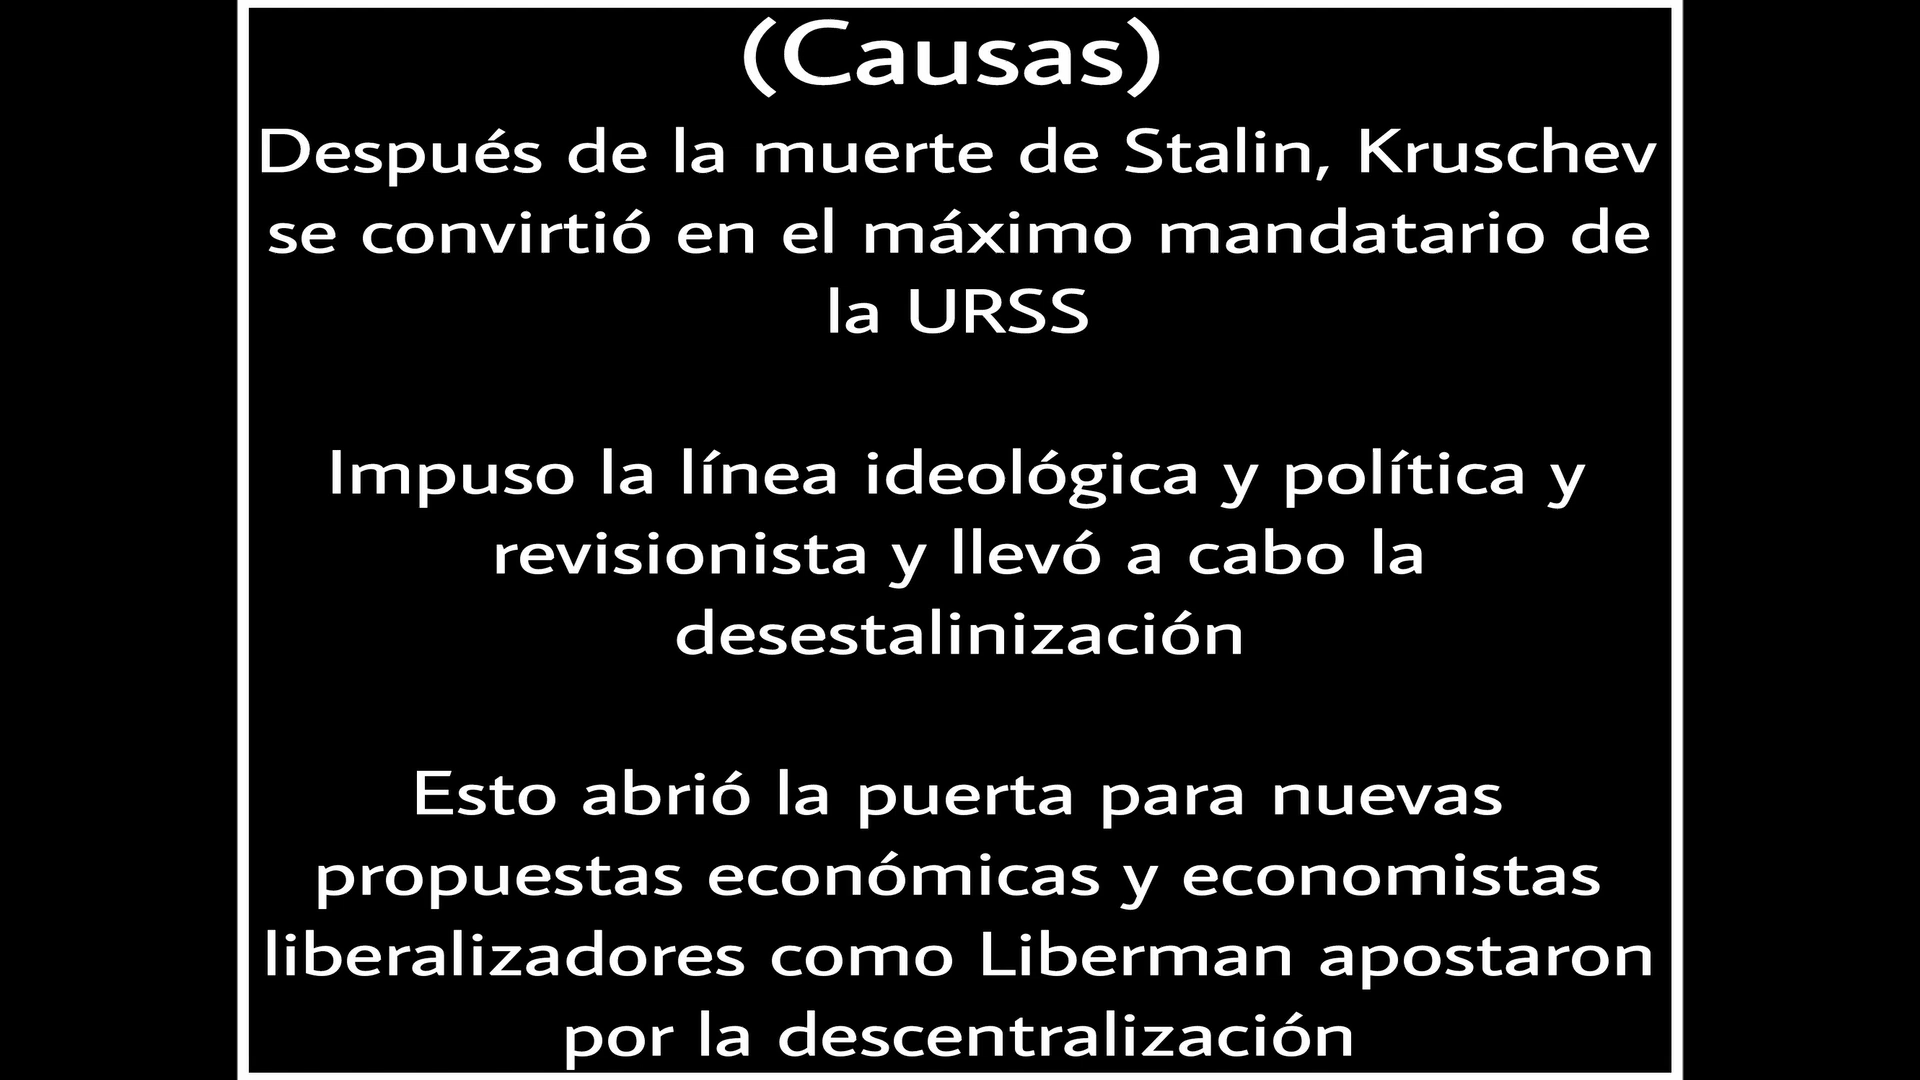 (Causas)
Después de la muerte de Stalin, Kruschev
se convirtió en el máximo mandatario de
la URSS
Impuso la línea ideológica y política y
revisionista y llevó a cabo la
desestalinización
Esto abrió la puerta para nuevas
propuestas económicas y economistas
liberalizadores como Liberman apostaron
por la descentralización